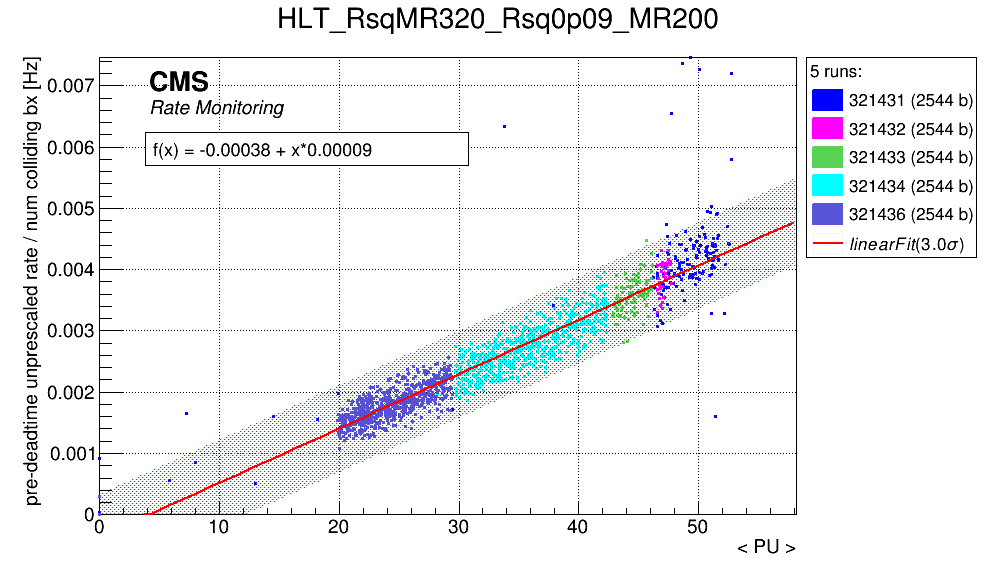 HLT_RsqMR320_Rsq0p09_MR200
pre-deadtime unprescaled rate / num colliding bx [Hz]
0.007
0.006
0.005
0.004
0.003
0.002
0.001
0
CMS
Rate Monitoring
f(x) = -0.00038 + x*0.00009
0 10 20 30 40 50
< PU >
5 runs:
321431 (2544 b)
321432 (2544 b)
321433 (2544 b)
321434 (2544 b)
321436 (2544 b)
linearFit(3.0σ)